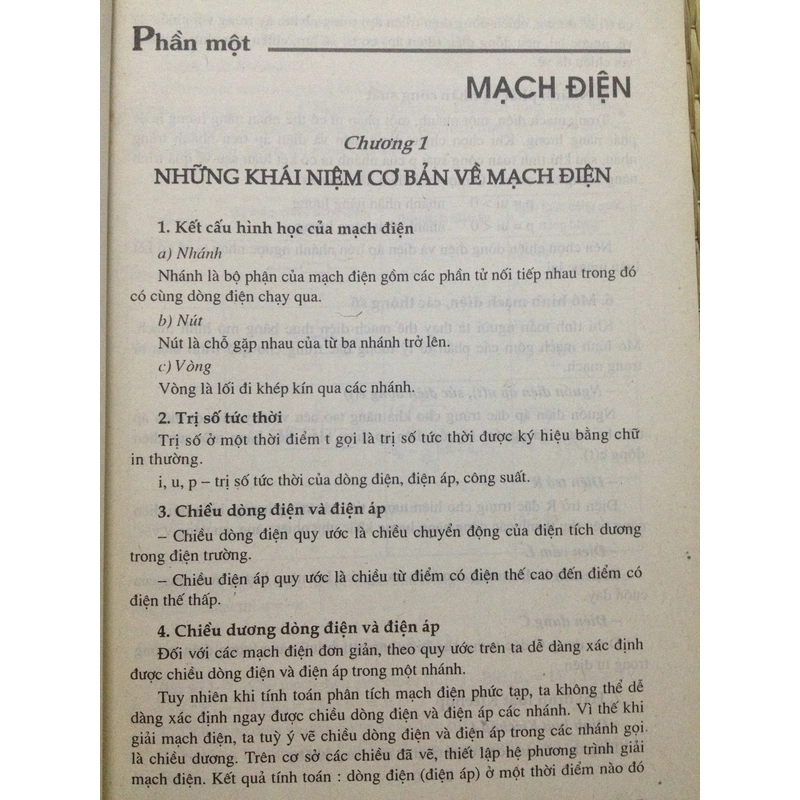 Phần một
MẠCH ĐIỆN
Chương 1
NHỮNG KHÁI NIỆM CƠ BẢN VỀ MẠCH ĐIỆN
1. Kết cấu hình học của mạch điện
a) Nhánh
Nhánh là bộ phận của mạch điện gồm các phần tử nối tiếp nhau trong đó
có cùng dòng điện chạy qua.
b) Nút
Nút là chỗ gặp nhau của từ ba nhánh trở lên.
c) Vòng
Vòng là lối đi khép kín qua các nhánh.
2. Trị số tức thời
Trị số ở một thời điểm t gọi là trị số tức thời được ký hiệu bằng chữ
in thường.
i, u, p – trị số tức thời của dòng điện, điện áp, công suất.
3. Chiều dòng điện và điện áp
– Chiều dòng điện quy ước là chiều chuyển động của điện tích dương
trong điện trường.
– Chiều điện áp quy ước là chiều từ điểm có điện thế cao đến điểm có
điện thế thấp.
4. Chiều dương dòng điện và điện áp
Đối với các mạch điện đơn giản, theo quy ước trên ta dễ dàng xác định
được chiều dòng điện và điện áp trong một nhánh.
Tuy nhiên khi tính toán phân tích mạch điện phức tạp, ta không thể dễ
dàng xác định ngay được chiều dòng điện và điện áp các nhánh. Vì thế khi
giải mạch điện, ta tuỳ ý vẽ chiều dòng điện và điện áp trong các nhánh gọi
là chiều dương. Trên cơ sở các chiều đã vẽ, thiết lập hệ phương trình giải
mạch điện. Kết quả tính toán : dòng điện (điện áp) ở một thời điểm nào đó